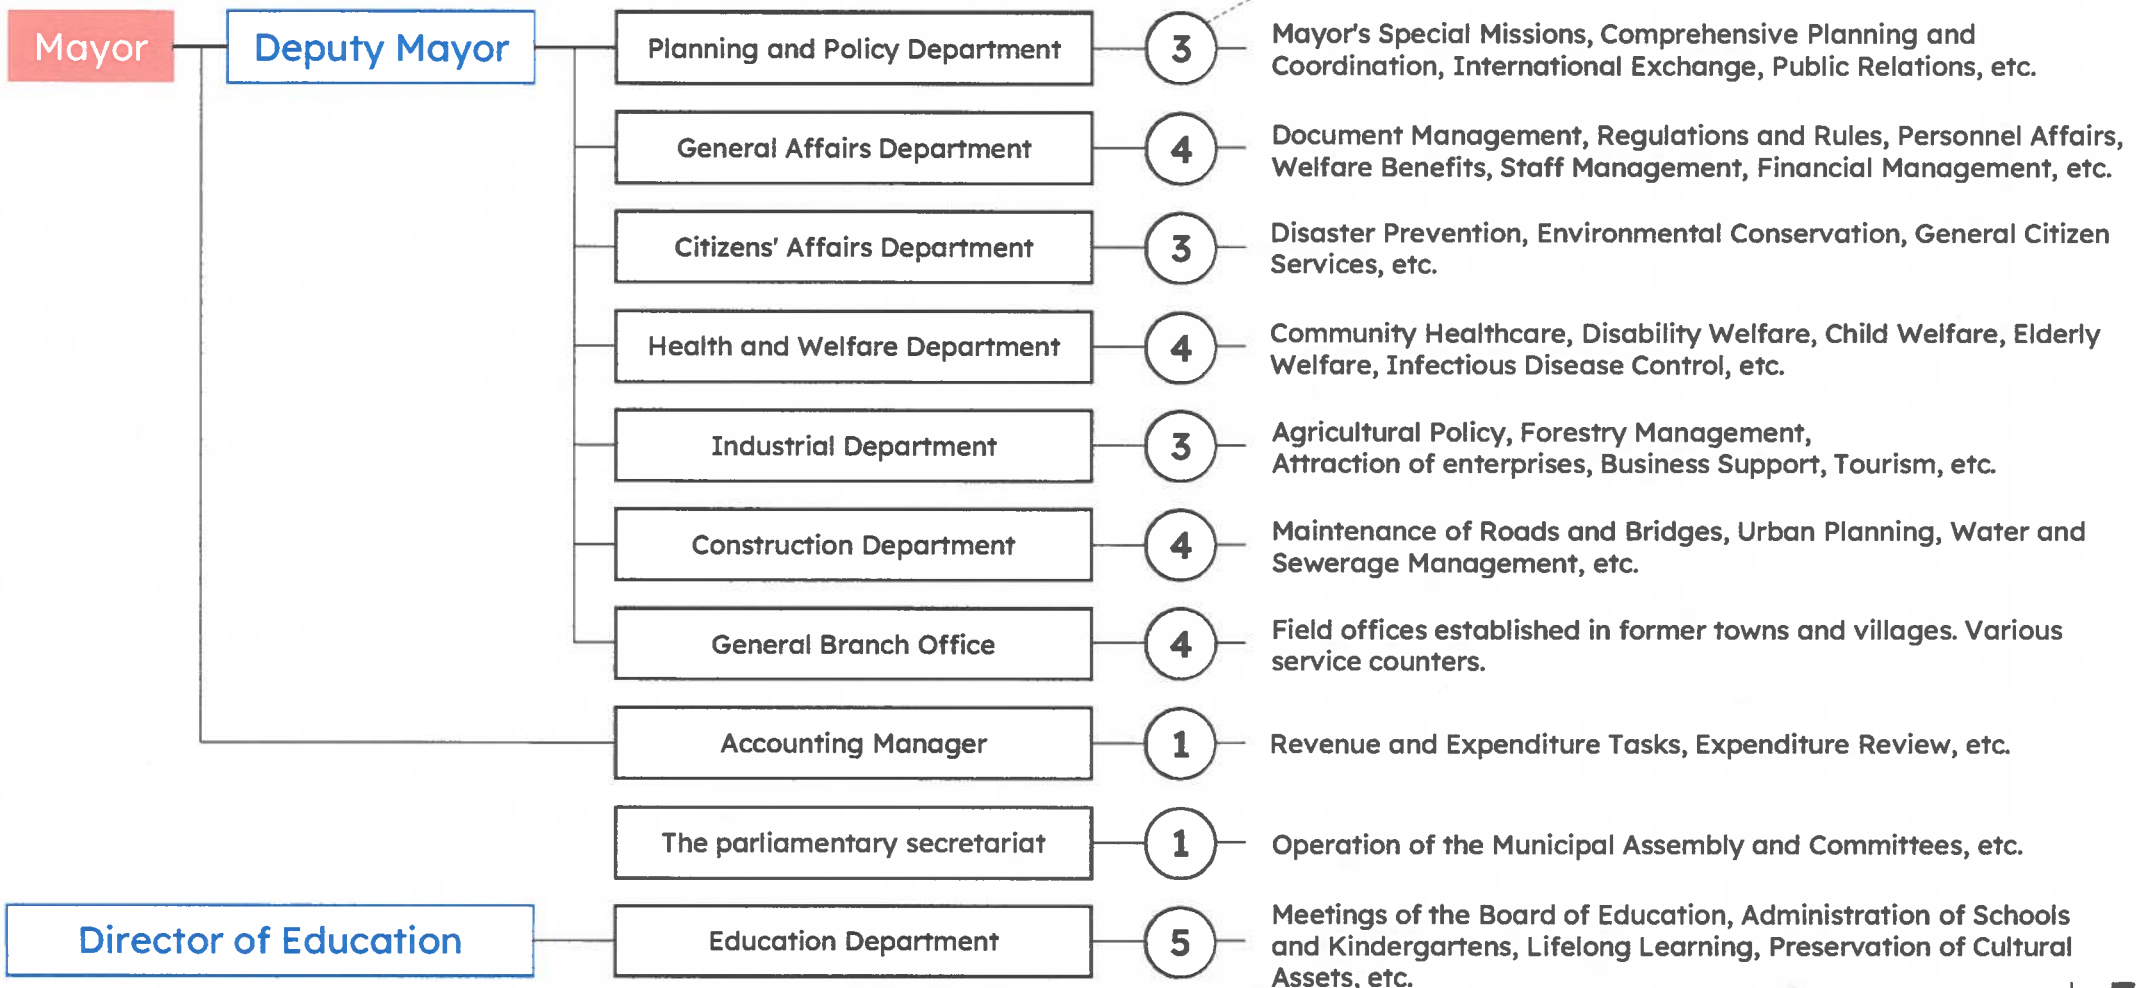 Mayor
Deputy Mayor
Planning and Policy Department
3
Mayor's Special Missions, Comprehensive Planning and
Coordination, International Exchange, Public Relations, etc.
General Affairs Department
4
Document Management, Regulations and Rules, Personnel Affairs,
Welfare Benefits, Staff Management, Financial Management, etc.
Citizens' Affairs Department
3
Disaster Prevention, Environmental Conservation, General Citizen
Services, etc.
Health and Welfare Department
4
Community Healthcare, Disability Welfare, Child Welfare, Elderly
Welfare, Infectious Disease Control, etc.
Industrial Department
3
Agricultural Policy, Forestry Management,
Attraction of enterprises, Business Support, Tourism, etc.
Construction Department
4
Maintenance of Roads and Bridges, Urban Planning, Water and
Sewerage Management, etc.
General Branch Office
4
Field offices established in former towns and villages. Various
service counters.
Accounting Manager
1
Revenue and Expenditure Tasks, Expenditure Review, etc.
The parliamentary secretariat
1
Operation of the Municipal Assembly and Committees, etc.
Director of Education
Education Department
5
Meetings of the Board of Education, Administration of Schools
and Kindergartens, Lifelong Learning, Preservation of Cultural
Assets, etc.